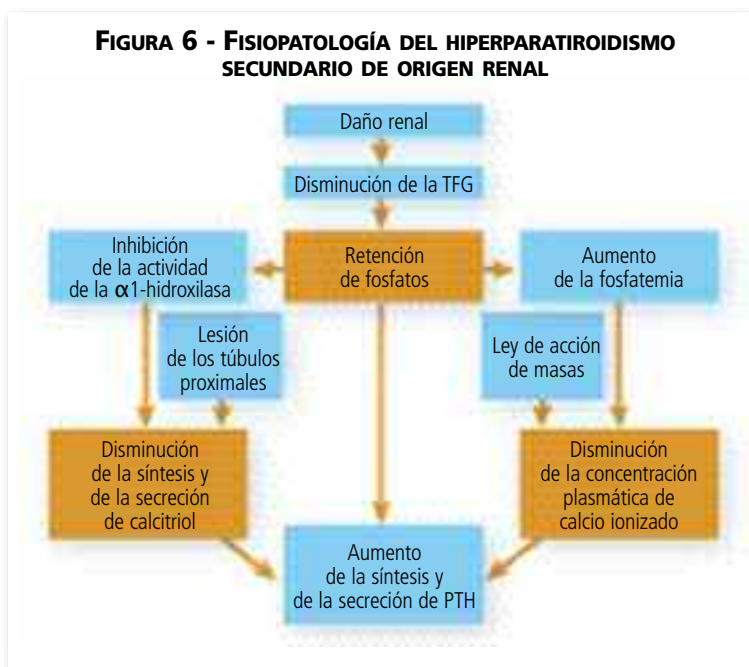 FIGURA 6 - FISIOPATOLOGÍA DEL HIPERPARATIROIDISMO
SECUNDARIO DE ORIGEN RENAL
Daño renal
Disminución de la TFG
Inhibición
de la actividad
de la α1-hidroxilasa
Retención
de fosfatos
Aumento
de la fosfatemia
Lesión
de los túbulos
proximales
Ley de acción
de masas
Disminución
de la síntesis y
de la secreción
de calcitriol
Disminución
de la concentración
plasmática de
calcio ionizado
Aumento
de la síntesis y
de la secreción de PTH